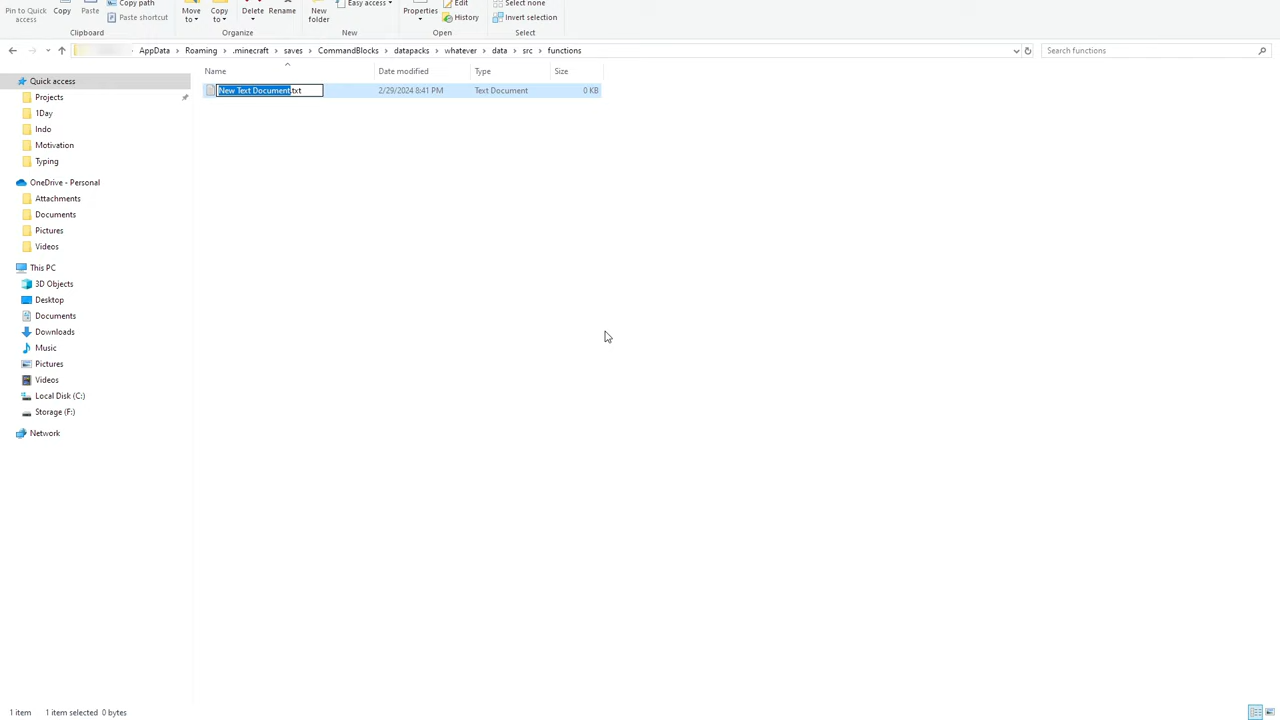 Pin to Quick access
Copy
Paste
Copy path
Paste shortcut
Clipboard
Move to
Copy to
Delete
Rename
Organize
New folder
Easy access
New
Properties
Edit
History
Open
Select none
Invert selection
Select
AppData > Roaming > .minecraft > saves > CommandBlocks > datapacks > whatever > data > src > functions
Search functions
Name Date modified Type Size
New Text Document.txt 2/29/2024 8:41 PM Text Document 0 KB
Quick access
Projects
1Day
Indo
Motivation
Typing
OneDrive - Personal
Attachments
Documents
Pictures
Videos
This PC
3D Objects
Desktop
Documents
Downloads
Music
Pictures
Videos
Local Disk (C:)
Storage (F:)
Network
1 item 1 item selected 0 bytes